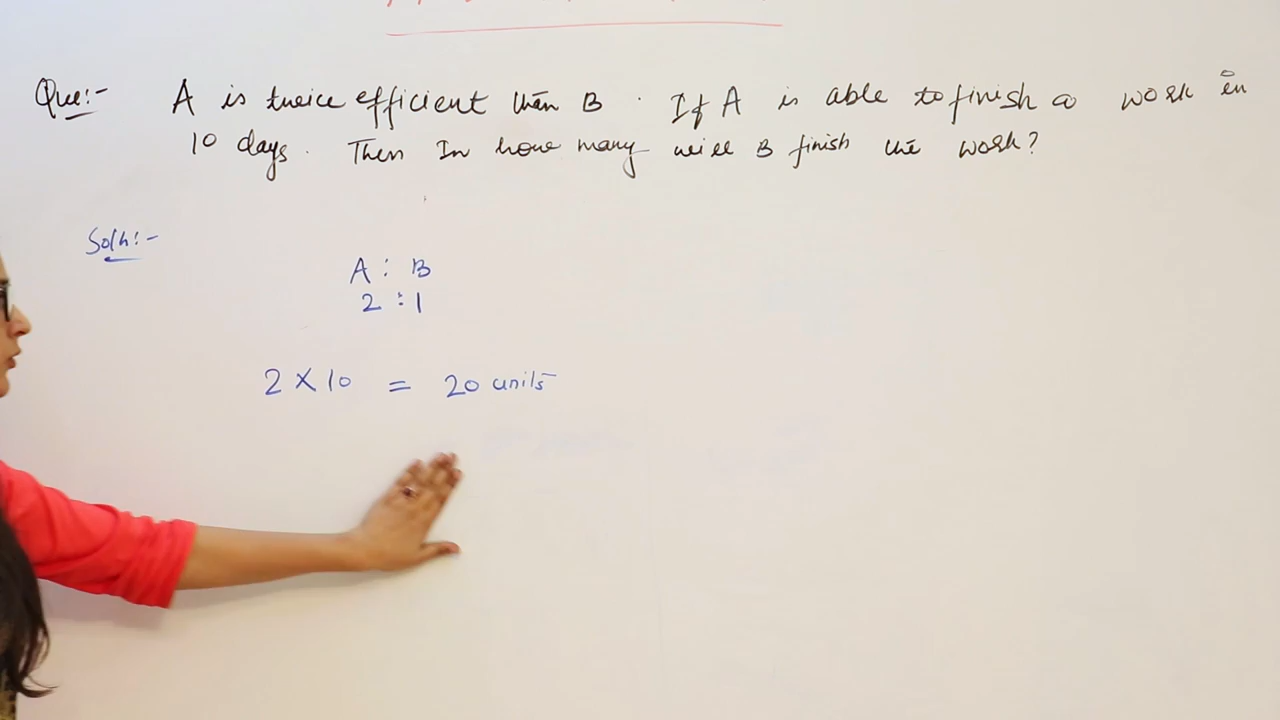 Que:- A is twice efficient than B . If A is able to finish a work in
10 days. Then In how many will B finish the work?
Soln:-
A : B
2 : 1
2 X 10 = 20 units